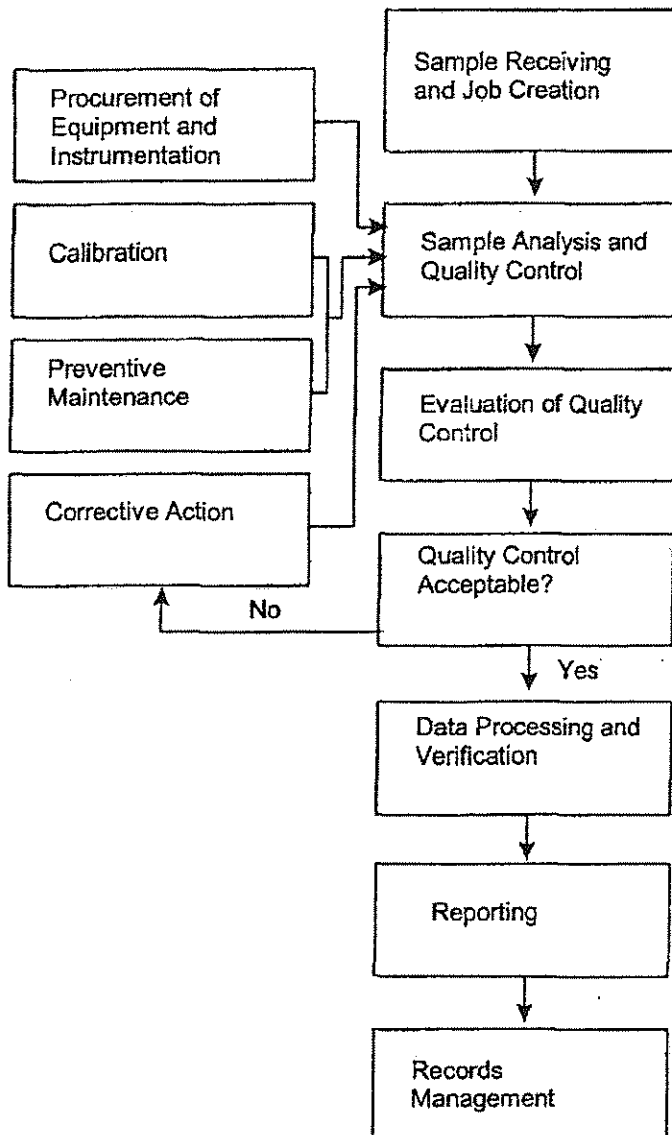 Sample Receiving
and Job Creation
Procurement of
Equipment and
Instrumentation
Calibration
Sample Analysis and
Quality Control
Preventive
Maintenance
Evaluation of Quality
Control
Corrective Action
Quality Control
Acceptable?
No
Yes
Data Processing and
Verification
Reporting
Records
Management